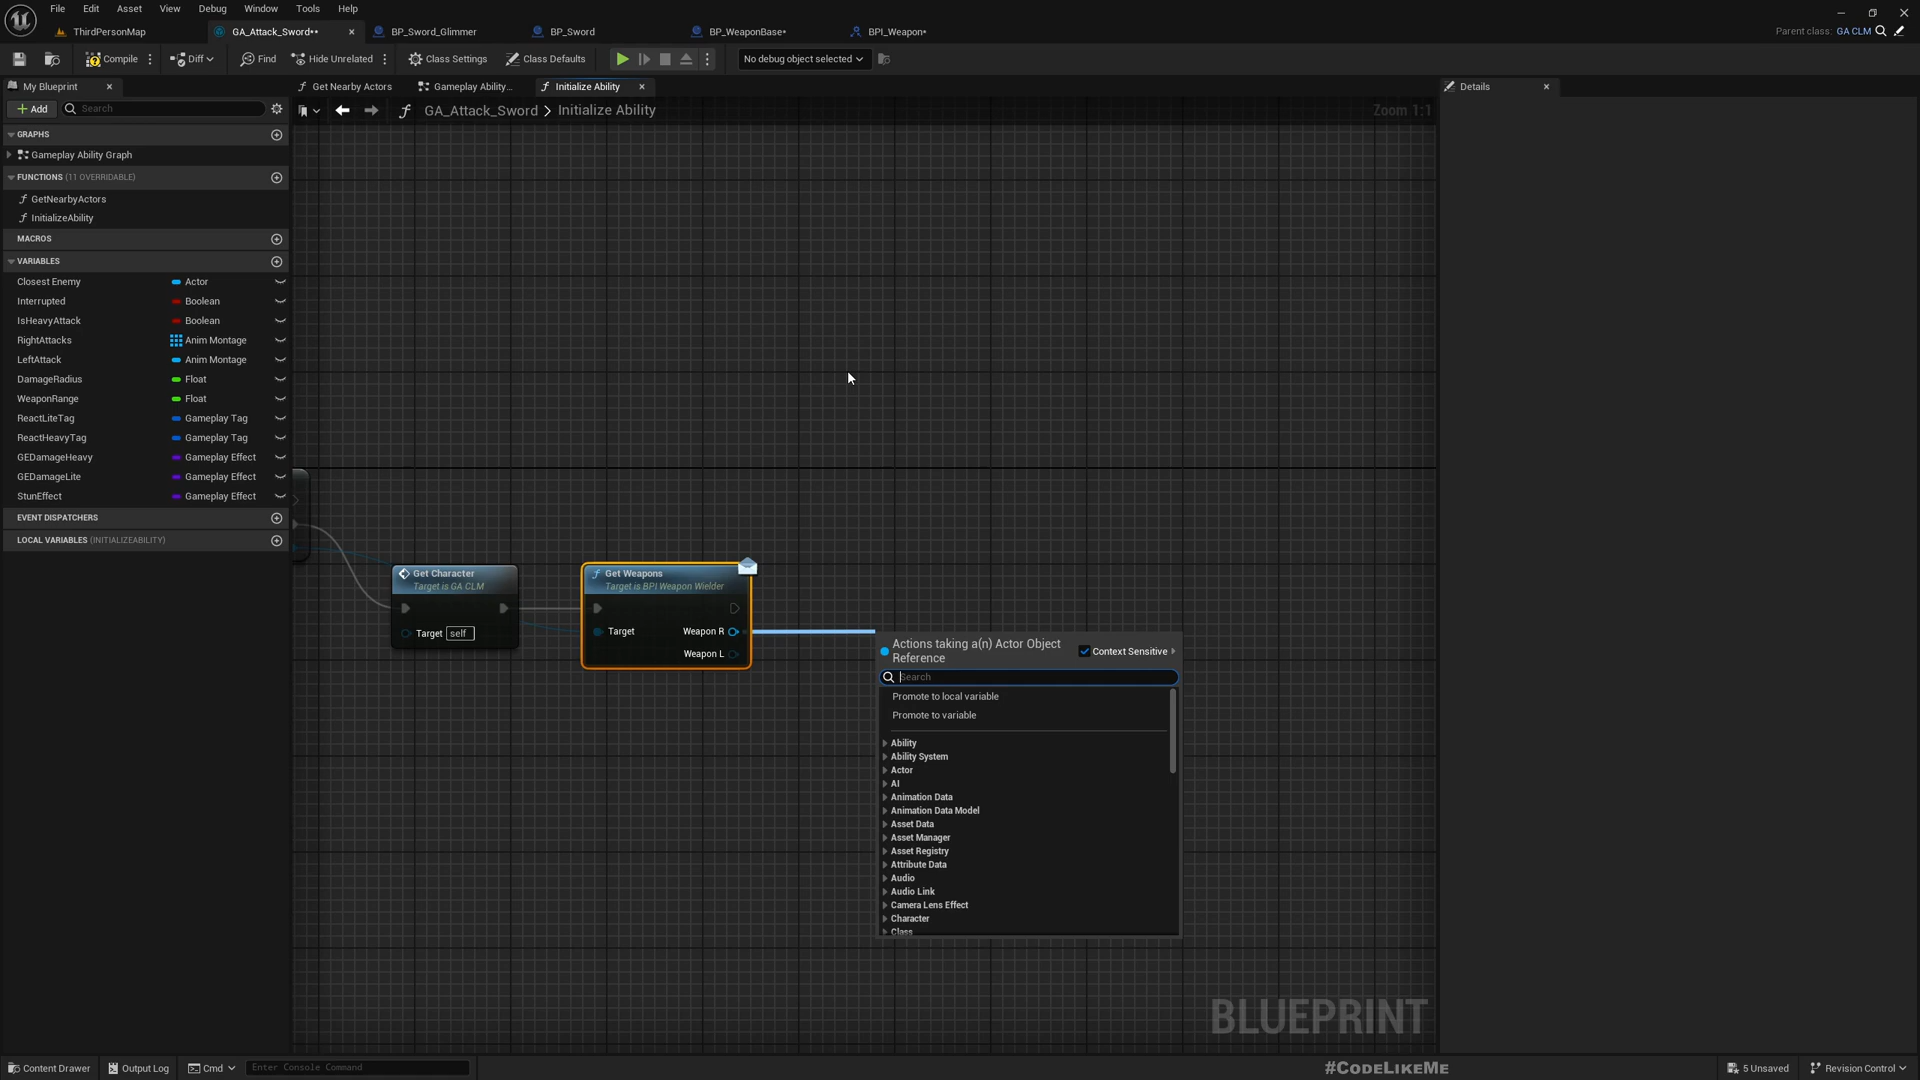 File Edit Asset View Debug Window Tools Help
ThirdPersonMap GA_Attack_Sword•• BP_Sword_Glimmer BP_Sword BP_WeaponBase• BPI_Weapon•
Parent class: GA CLM
Compile Diff Find Hide Unrelated Class Settings Class Defaults No debug object selected
My Blueprint Get Nearby Actors Gameplay Ability... Initialize Ability Details
Add Search
GA_Attack_Sword > Initialize Ability Zoom 1:1
GRAPHS
Gameplay Ability Graph
FUNCTIONS (11 OVERRIDABLE)
GetNearbyActors
InitializeAbility
MACROS
VARIABLES
Closest Enemy Actor
Interrupted Boolean
IsHeavyAttack Boolean
RightAttacks Anim Montage
LeftAttack Anim Montage
DamageRadius Float
WeaponRange Float
ReactLiteTag Gameplay Tag
ReactHeavyTag Gameplay Tag
GEDamageHeavy Gameplay Effect
GEDamageLite Gameplay Effect
StunEffect Gameplay Effect
EVENT DISPATCHERS
LOCAL VARIABLES (INITIALIZEABILITY)
Get Character
Target is GA CLM
Target self
Get Weapons
Target is BPI Weapon Wielder
Target Weapon R
Weapon L
Actions taking a(n) Actor Object
Reference
Context Sensitive
Search
Promote to local variable
Promote to variable
Ability
Ability System
Actor
AI
Animation Data
Animation Data Model
Asset Data
Asset Manager
Asset Registry
Attribute Data
Audio
Audio Link
Camera Lens Effect
Character
Class
BLUEPRINT
Content Drawer Output Log Cmd Enter Console Command #CODELIKEME 5 Unsaved Revision Control